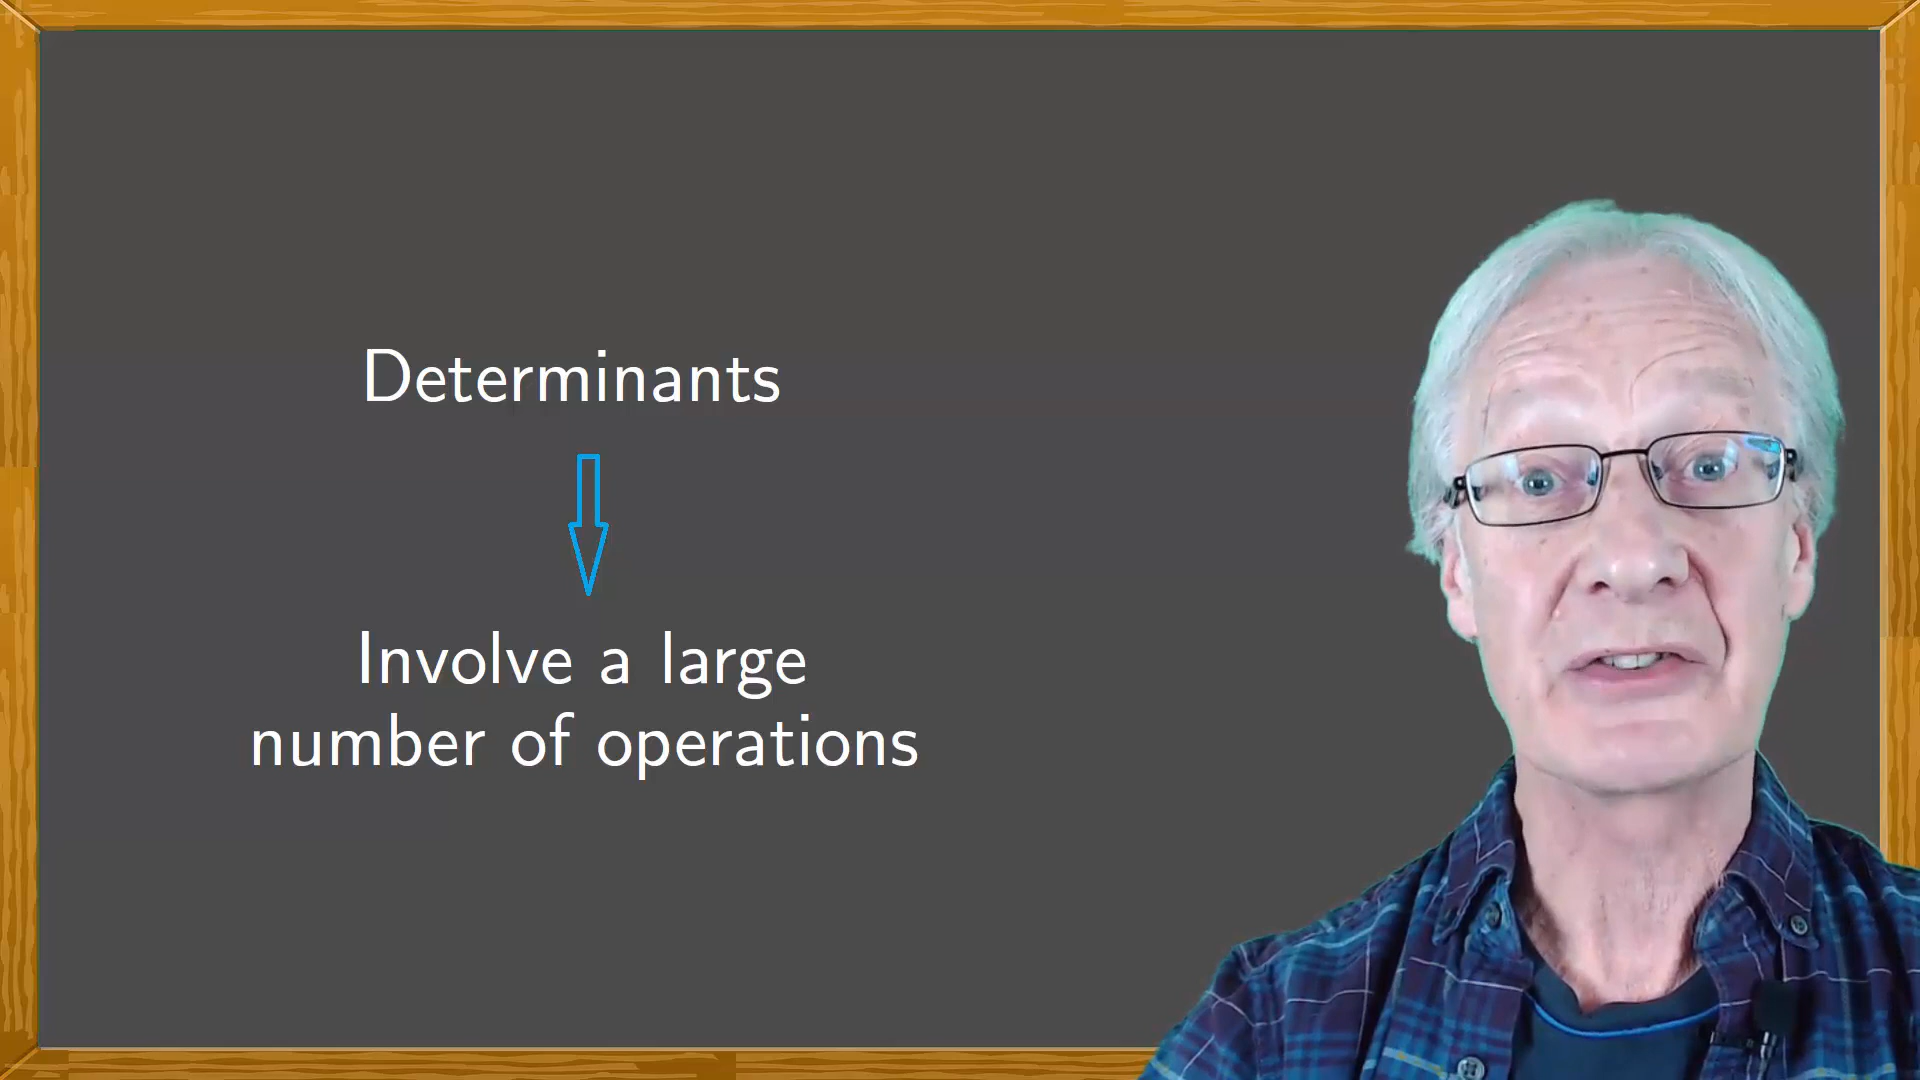 Determinants
Involve a large
number of operations